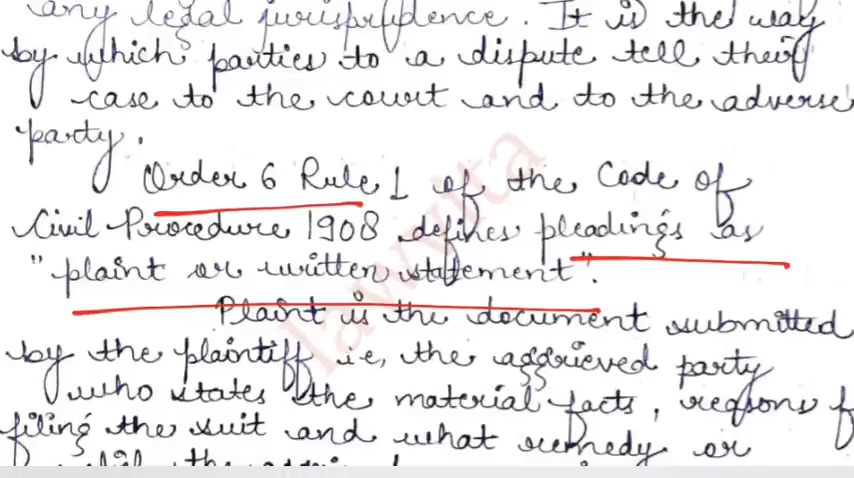 any legal jurisprudence. It is the way
by which parties to a dispute tell their
case to the court and to the adverse
party.
Order 6 Rule 1 of the Code of
Civil Procedure 1908 defines pleadings as
"plaint or written statement".
Plaint is the document submitted
by the plaintiff i.e, the aggrieved party
who states the material facts, reasons f
filing the suit and what remedy or
lawvita